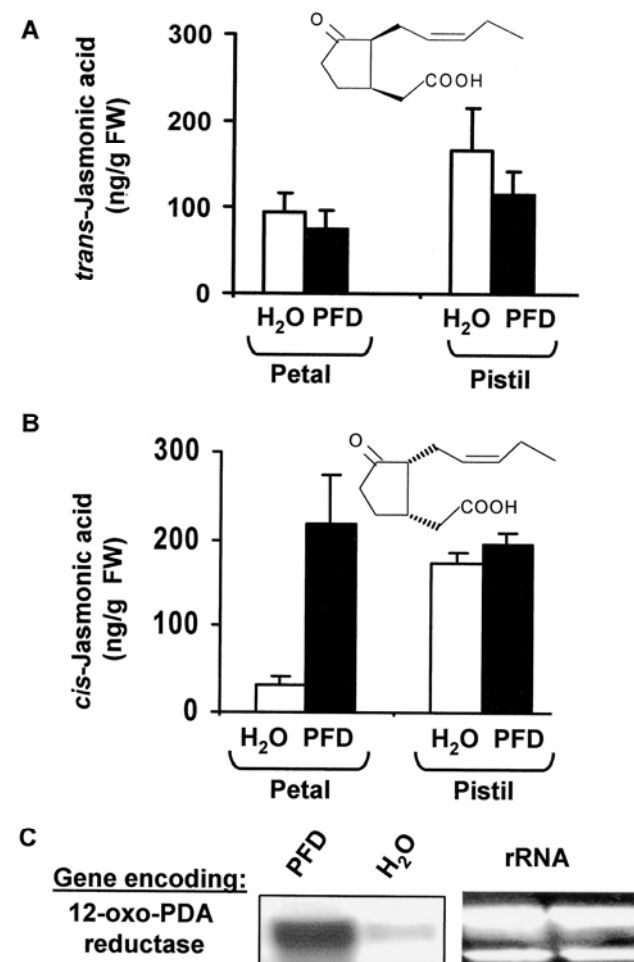 A
trans-Jasmonic acid
(ng/g FW)
300
200
100
0
O
COOH
H₂O PFD H₂O PFD
Petal Pistil
B
cis-Jasmonic acid
(ng/g FW)
300
200
100
0
O
COOH
H₂O PFD H₂O PFD
Petal Pistil
C
PFD H₂O rRNA
Gene encoding:
12-oxo-PDA
reductase